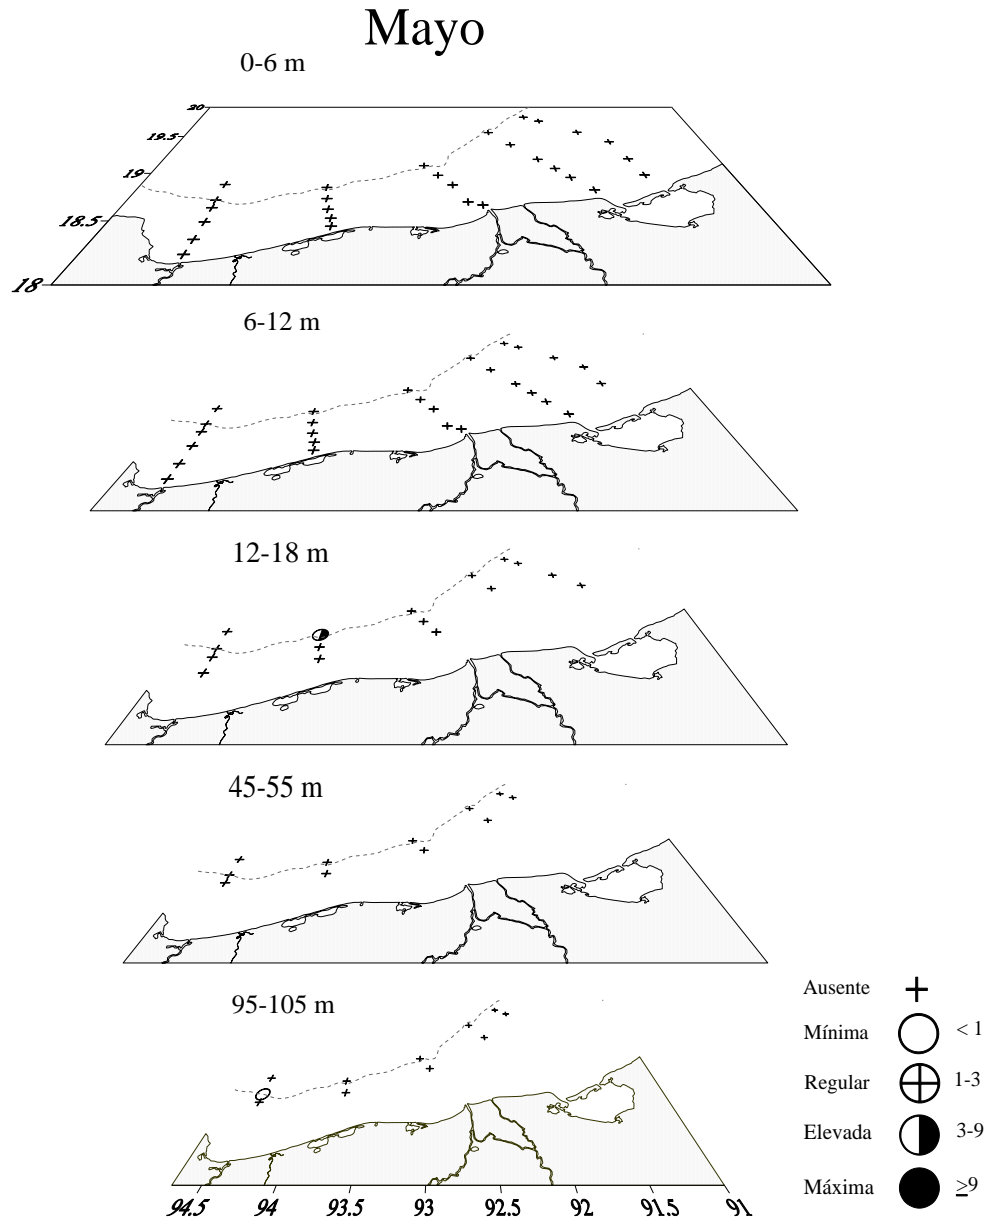 Mayo
0-6 m
20
19.5
19
18.5
18
6-12 m
12-18 m
45-55 m
95-105 m
Ausente
Mínima < 1
Regular 1-3
Elevada 3-9
Máxima ≥9
94.5 94 93.5 93 92.5 92 91.5 91